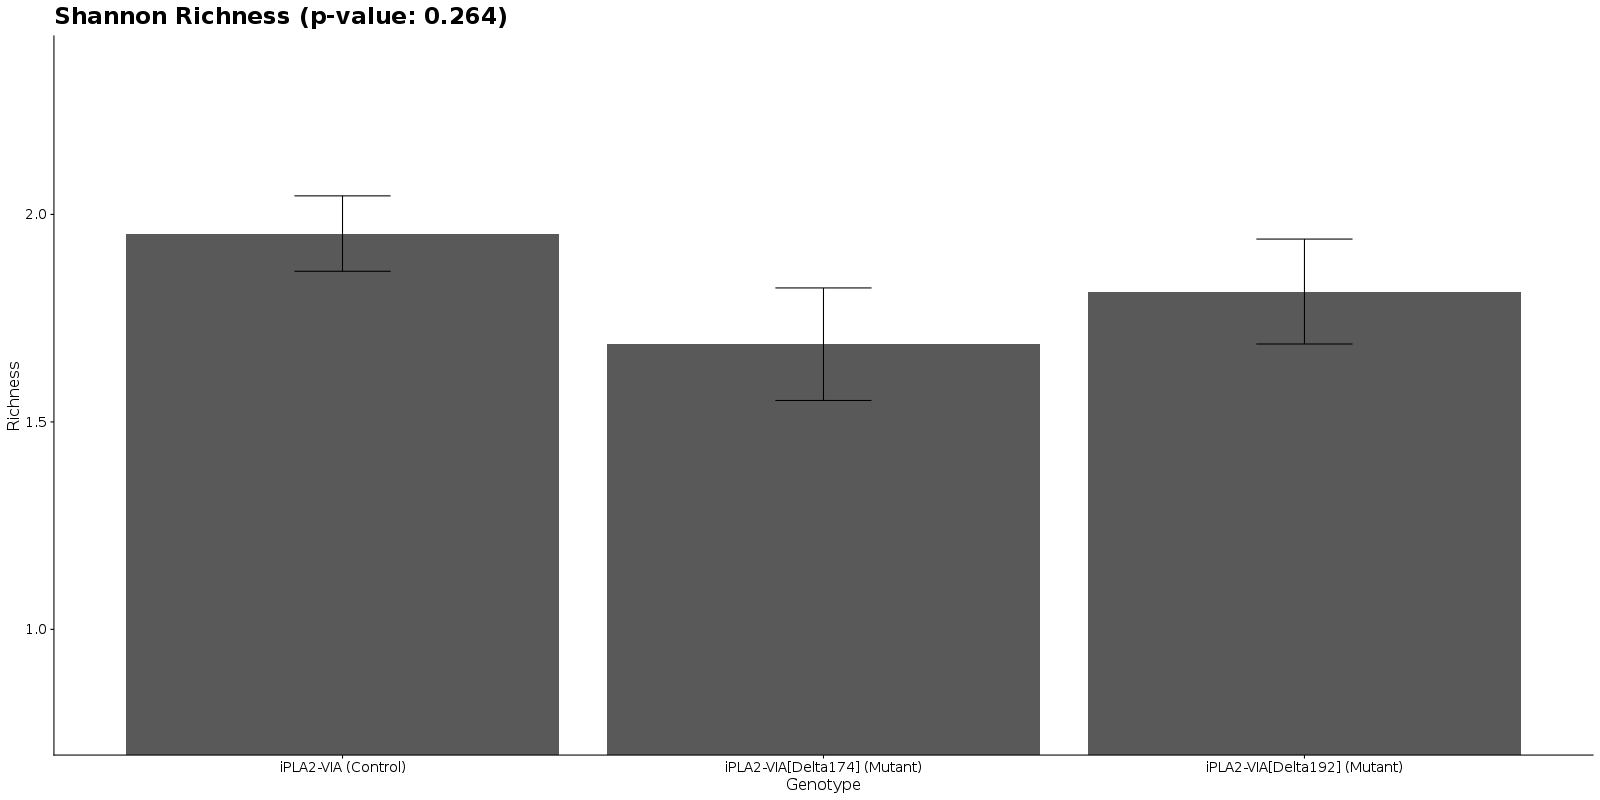 Shannon Richness (p-value: 0.264)
Richness
2.0
1.5
1.0
iPLA2-VIA (Control)
iPLA2-VIA[Delta174] (Mutant)
iPLA2-VIA[Delta192] (Mutant)
Genotype